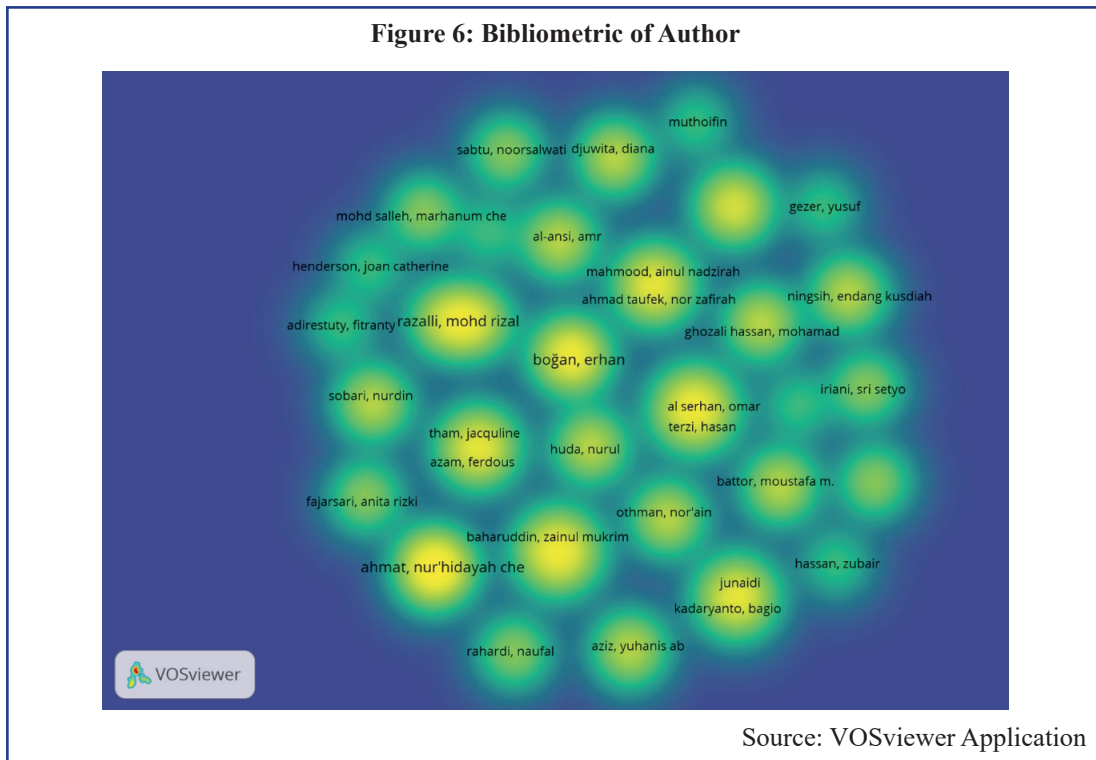 Figure 6: Bibliometric of Author
muthoifin
sabtu, noorsalwati
djuwita, diana
gezer, yusuf
mohd salleh, marhanum che
al-ansi, amr
henderson, joan catherine
mahmood, ainul nadzirah
ahmad taufek, nor zafirah
ningsih, endang kusdiah
adirestuty, fitranty
razalli, mohd rizal
ghozali hassan, mohamad
boğan, erhan
sobari, nurdin
iriani, sri setyo
al serhan, omar
terzi, hasan
tham, jacquline
azam, ferdous
huda, nurul
battor, moustafa m.
fajarsari, anita rizki
othman, nor'ain
baharuddin, zainul mukrim
ahmat, nur'hidayah che
hassan, zubair
junaidi
kadaryanto, bagio
rahardi, naufal
aziz, yuhanis ab
VOSviewer
Source: VOSviewer Application